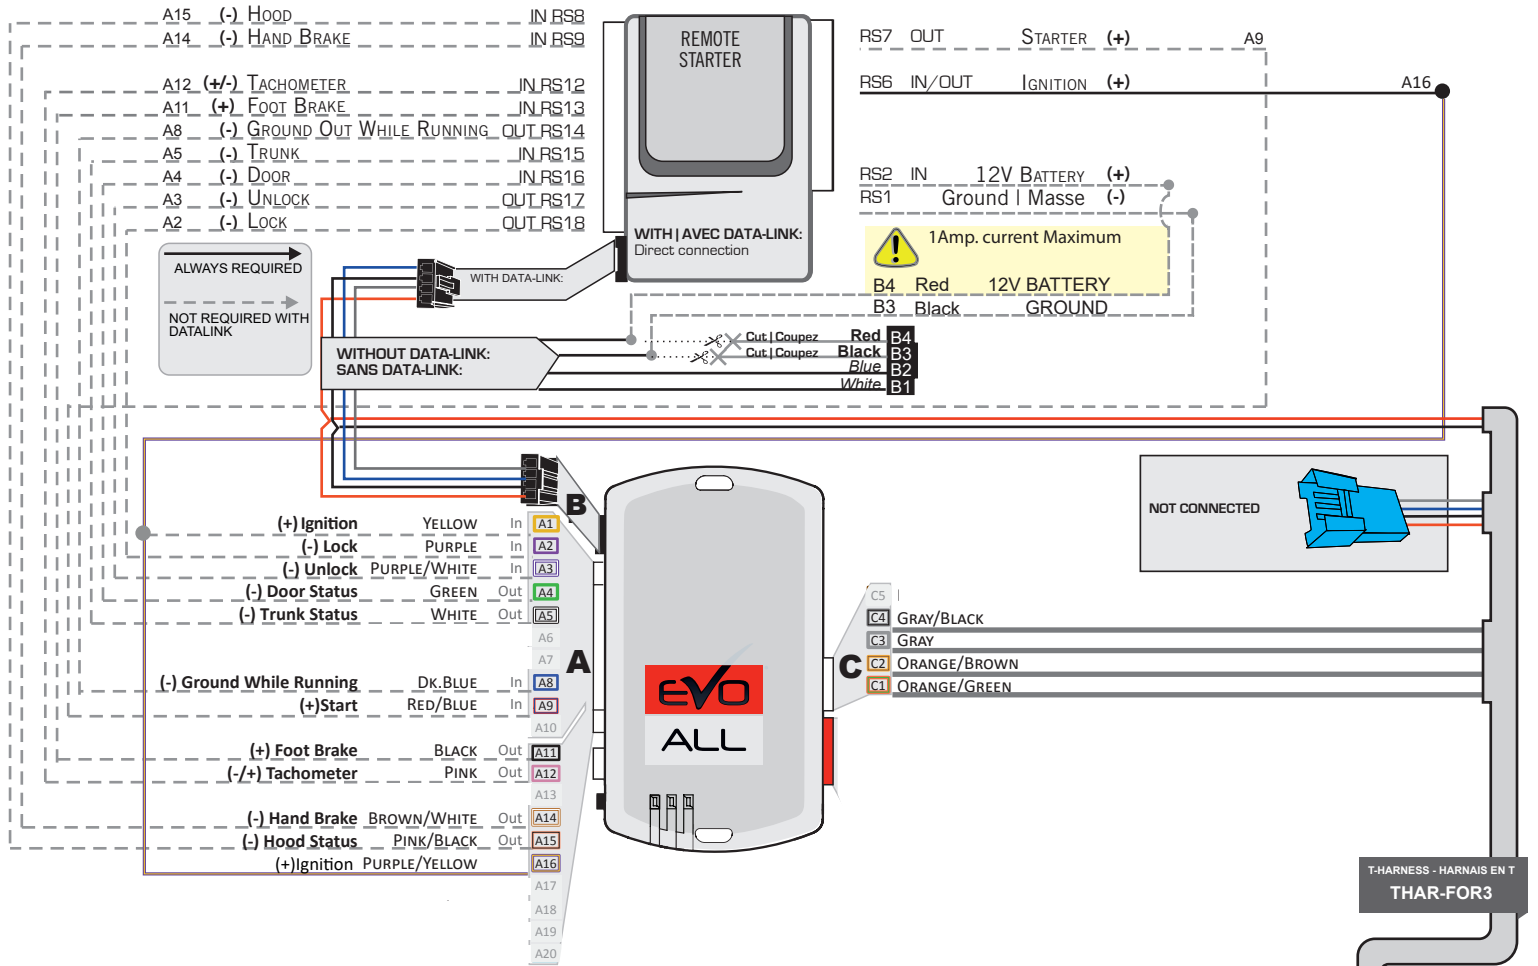 A15 (-) HOOD IN RS8
A14 (-) HAND BRAKE IN RS9
A12 (+/-) TACHOMETER IN RS12
A11 (+) FOOT BRAKE IN RS13
A8 (-) GROUND OUT WHILE RUNNING OUT RS14
A5 (-) TRUNK IN RS15
A4 (-) DOOR IN RS16
A3 (-) UNLOCK OUT RS17
A2 (-) LOCK OUT RS18
REMOTE
STARTER
WITH | AVEC DATA-LINK:
Direct connection
RS7 OUT STARTER (+) A9
RS6 IN/OUT IGNITION (+) A16
RS2 IN 12V BATTERY (+)
RS1 Ground | Masse (-)
1Amp. current Maximum
B4 Red 12V BATTERY
B3 Black GROUND
ALWAYS REQUIRED
NOT REQUIRED WITH
DATALINK
WITH DATA-LINK:
WITHOUT DATA-LINK:
SANS DATA-LINK:
Cut | Coupez Red B4
Cut | Coupez Black B3
Blue B2
White B1
NOT CONNECTED
B
(+) Ignition YELLOW In A1
(-) Lock PURPLE In A2
(-) Unlock PURPLE/WHITE In A3
(-) Door Status GREEN Out A4
(-) Trunk Status WHITE Out A5
A6
A7
A
(-) Ground While Running DK.BLUE In A8
(+)Start RED/BLUE In A9
A10
(+) Foot Brake BLACK Out A11
(-/+) Tachometer PINK Out A12
A13
(-) Hand Brake BROWN/WHITE Out A14
(-) Hood Status PINK/BLACK Out A15
(+)Ignition PURPLE/YELLOW A16
A17
A18
A19
A20
EVO
ALL
C
C5
C4 GRAY/BLACK
C3 GRAY
C2 ORANGE/BROWN
C1 ORANGE/GREEN
T-HARNESS - HARNAIS EN T
THAR-FOR3